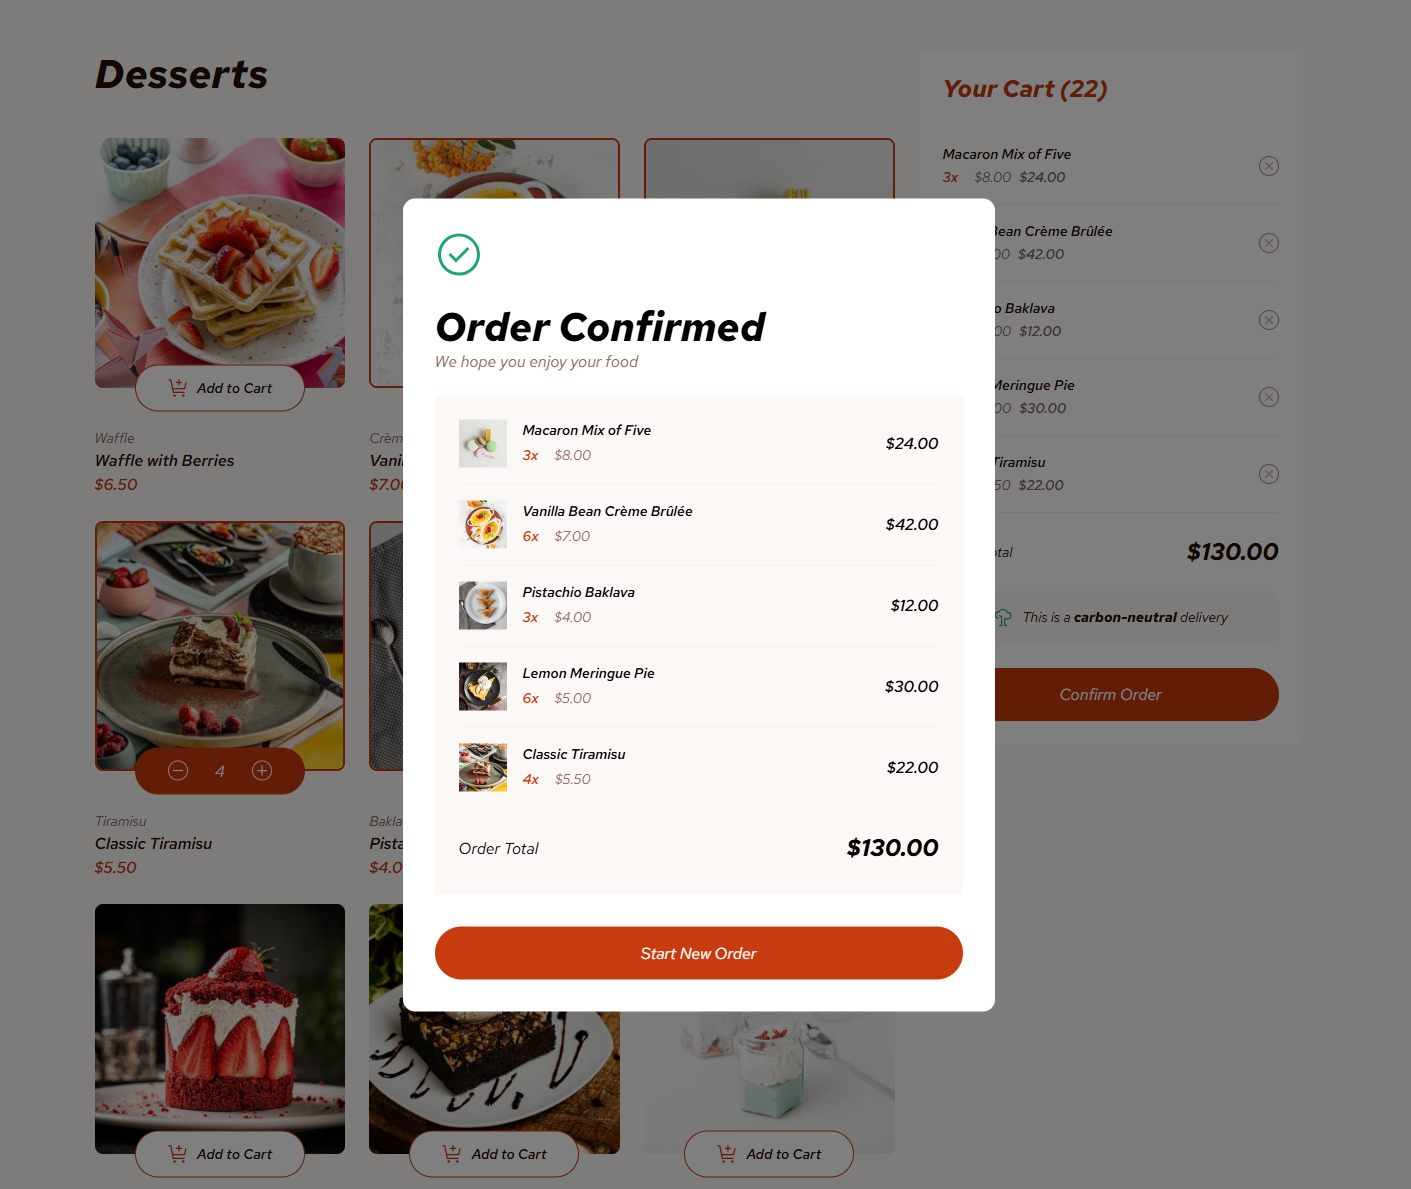 Desserts
Add to Cart
Waffle
Waffle with Berries
$6.50
$7.0
4
Tiramisu
Classic Tiramisu
$5.50
$4.0
Add to Cart
Add to Cart
Add to Cart
Your Cart (22)
Macaron Mix of Five
3x $8.00 $24.00
Bean Crème Brûlée
00 $42.00
Baklava
00 $12.00
Meringue Pie
00 $30.00
Tiramisu
50 $22.00
$130.00
This is a carbon-neutral delivery
Confirm Order
Order Confirmed
We hope you enjoy your food
Macaron Mix of Five
3x $8.00
$24.00
Vanilla Bean Crème Brûlée
6x $7.00
$42.00
Pistachio Baklava
3x $4.00
$12.00
Lemon Meringue Pie
6x $5.00
$30.00
Classic Tiramisu
4x $5.50
$22.00
Order Total
$130.00
Start New Order